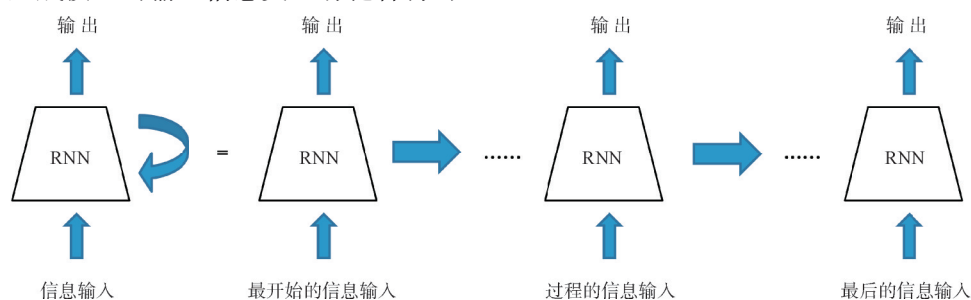 输 出 输 出 输 出 输 出
RNN = RNN ...... RNN ...... RNN
信息输入 最开始的信息输入 过程的信息输入 最后的信息输入